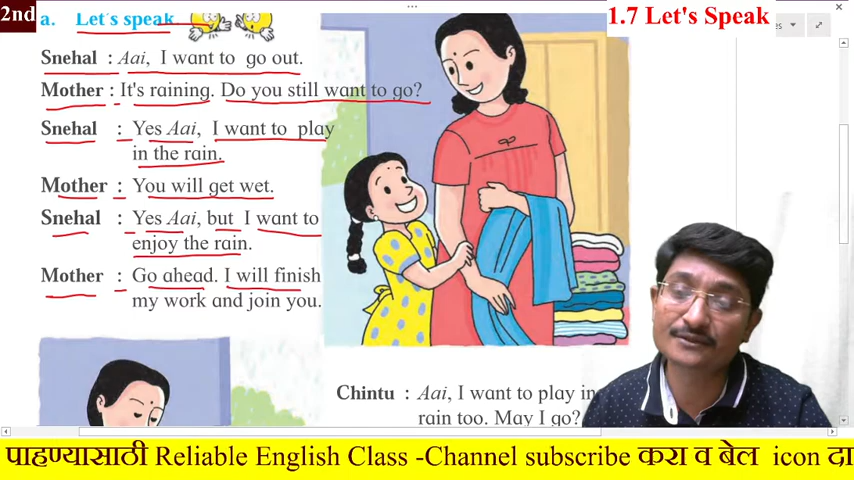 2nd
a. Let's speak
1.7 Let's Speak
Snehal : Aai, I want to go out.
Mother : It's raining. Do you still want to go?
Snehal : Yes Aai, I want to play
in the rain.
Mother : You will get wet.
Snehal : Yes Aai, but I want to
enjoy the rain.
Mother : Go ahead. I will finish
my work and join you.
Chintu : Aai, I want to play in
rain too. May I go?
पाहण्यासाठी Reliable English Class -Channel subscribe करा व बेल icon दा